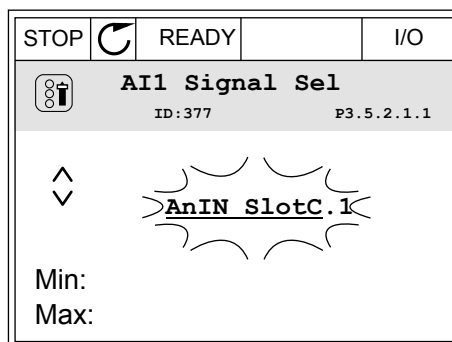 STOP READY I/O
AI1 Signal Sel
ID:377 P3.5.2.1.1
AnIN SlotC.1
Min:
Max: